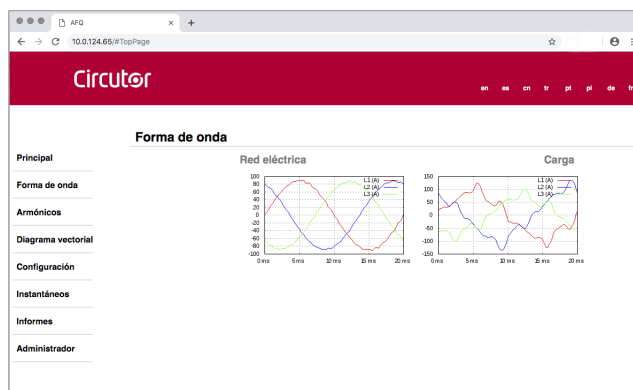 AFQ
10.0.124.65/#TopPage
Circutor
en es cn tr pt pl de fr
Forma de onda
Principal
Forma de onda
Armónicos
Diagrama vectorial
Configuración
Instantáneos
Informes
Administrador
Red eléctrica
L1 (A)
L2 (A)
L3 (A)
100
80
60
40
20
0
-20
-40
-60
-80
-100
0 ms 5 ms 10 ms 15 ms 20 ms
Carga
L1 (A)
L2 (A)
L3 (A)
150
100
50
0
-50
-100
-150
0 ms 5 ms 10 ms 15 ms 20 ms